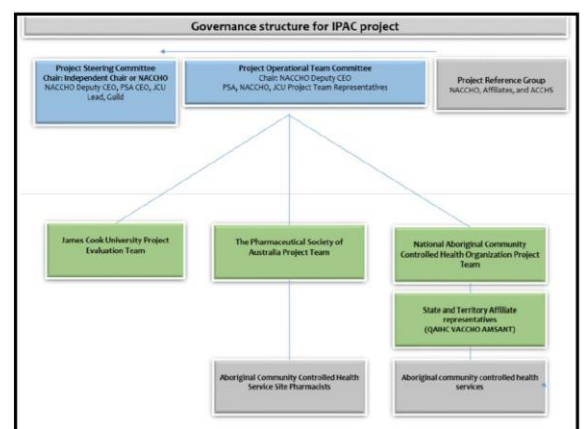 Governance structure for IPAC project
Project Steering Committee
Chair: Independent Chair or NACCHO
NACCHO Deputy CEO, PSA CEO, JCU
Lead, Guild
Project Operational Team Committee
Chair: NACCHO Deputy CEO
PSA, NACCHO, JCU Project Team Representatives
Project Reference Group
NACCHO, Affiliates, and ACCHS
James Cook University Project
Evaluation Team
The Pharmaceutical Society of
Australia Project Team
National Aboriginal Community
Controlled Health Organization Project
Team
State and Territory Affiliate
representatives
(QAIHC VACCHO AMSANT)
Aboriginal Community Controlled Health
Service Site Pharmacists
Aboriginal community controlled health
services